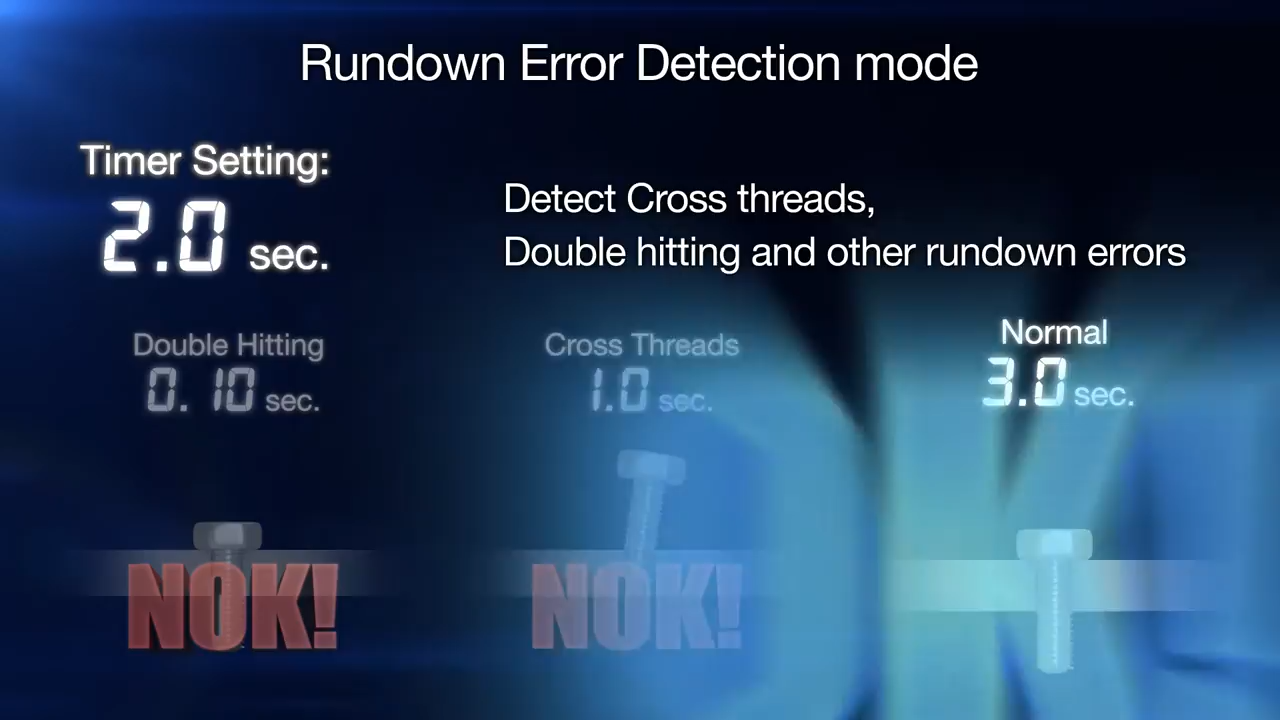 Rundown Error Detection mode
Timer Setting:
2.0 sec.
Detect Cross threads,
Double hitting and other rundown errors
Double Hitting
0.10 sec.
Cross Threads
1.0 sec.
Normal
3.0 sec.
NOK!
NOK!
OK!